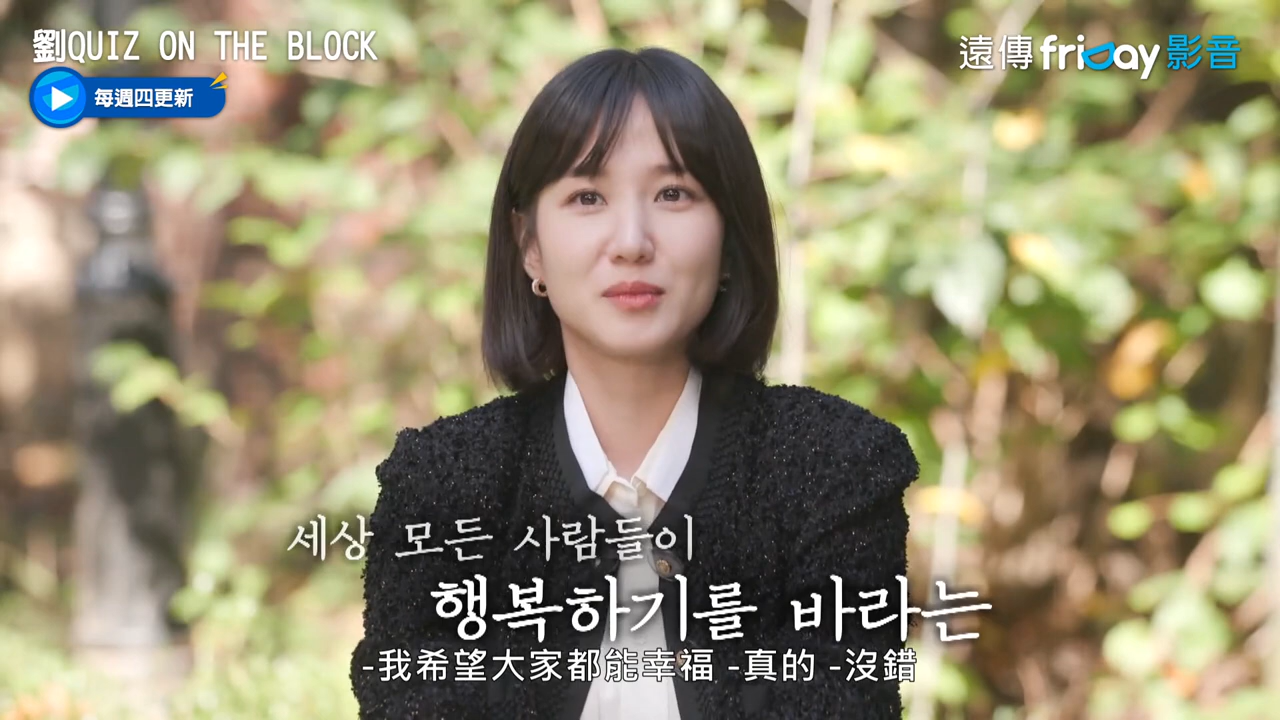 劉QUIZ ON THE BLOCK
遠傳friDay影音
每週四更新
세상 모든 사람들이
행복하기를 바라는
-我希望大家都能幸福 -真的 -沒錯